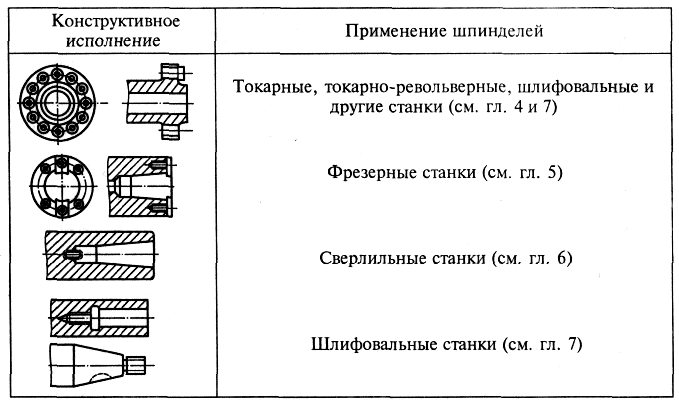 Конструктивное
исполнение
Применение шпинделей
Токарные, токарно-револьверные, шлифовальные и
другие станки (см. гл. 4 и 7)
Фрезерные станки (см. гл. 5)
Сверлильные станки (см. гл. 6)
Шлифовальные станки (см. гл. 7)